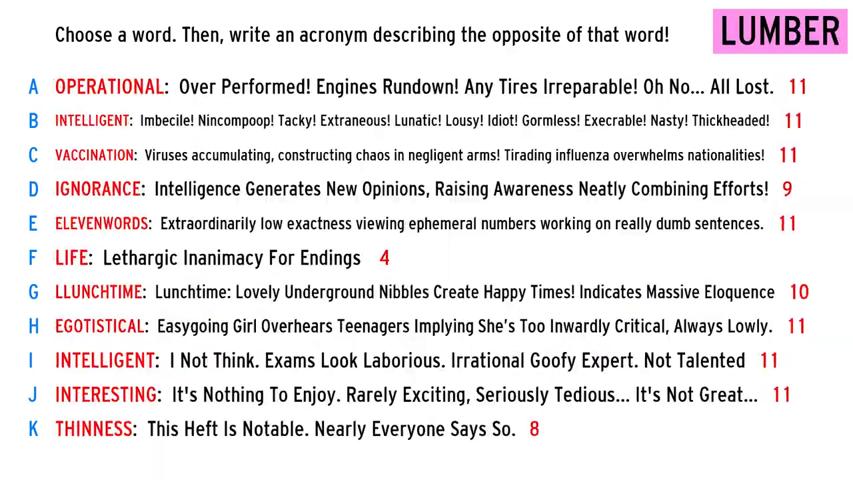 Choose a word. Then, write an acronym describing the opposite of that word!
LUMBER
A OPERATIONAL: Over Performed! Engines Rundown! Any Tires Irreparable! Oh No... All Lost. 11
B INTELLIGENT: Imbecile! Nincompoop! Tacky! Extraneous! Lunatic! Lousy! Idiot! Gormless! Execrable! Nasty! Thickheaded! 11
C VACCINATION: Viruses accumulating, constructing chaos in negligent arms! Tirading influenza overwhelms nationalities! 11
D IGNORANCE: Intelligence Generates New Opinions, Raising Awareness Neatly Combining Efforts! 9
E ELEVENWORDS: Extraordinarily low exactness viewing ephemeral numbers working on really dumb sentences. 11
F LIFE: Lethargic Inanimacy For Endings 4
G LLUNCHTIME: Lunchtime: Lovely Underground Nibbles Create Happy Times! Indicates Massive Eloquence 10
H EGOTISTICAL: Easygoing Girl Overhears Teenagers Implying She's Too Inwardly Critical, Always Lowly. 11
I INTELLIGENT: I Not Think. Exams Look Laborious. Irrational Goofy Expert. Not Talented 11
J INTERESTING: It's Nothing To Enjoy. Rarely Exciting, Seriously Tedious... It's Not Great... 11
K THINNESS: This Heft Is Notable. Nearly Everyone Says So. 8